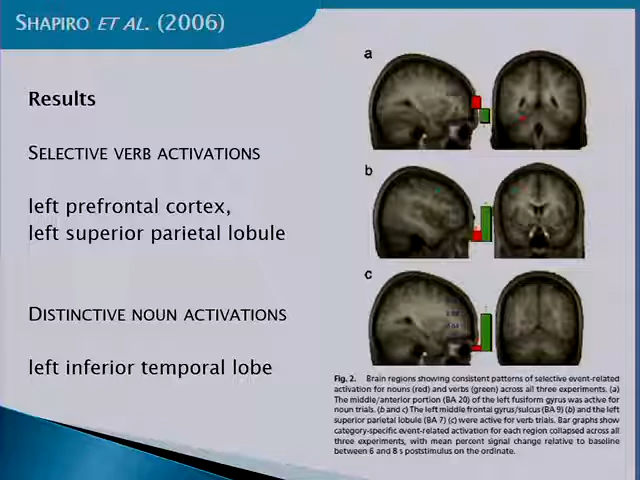 SHAPIRO ET AL. (2006)
Results
SELECTIVE VERB ACTIVATIONS
left prefrontal cortex,
left superior parietal lobule
DISTINCTIVE NOUN ACTIVATIONS
left inferior temporal lobe
a
b
c
Fig. 2. Brain regions showing consistent patterns of selective event-related
activation for nouns (red) and verbs (green) across all three experiments. (a)
The middle/anterior portion (BA 20) of the left fusiform gyrus was active for
noun trials. (b and c) The left middle frontal gyrus/sulcus (BA 9) (b) and the left
superior parietal lobule (BA 7) (c) were active for verb trials. Bar graphs show
category-specific event-related activation for each region collapsed across all
three experiments, with mean percent signal change relative to baseline
between 6 and 8 s poststimulus on the ordinate.